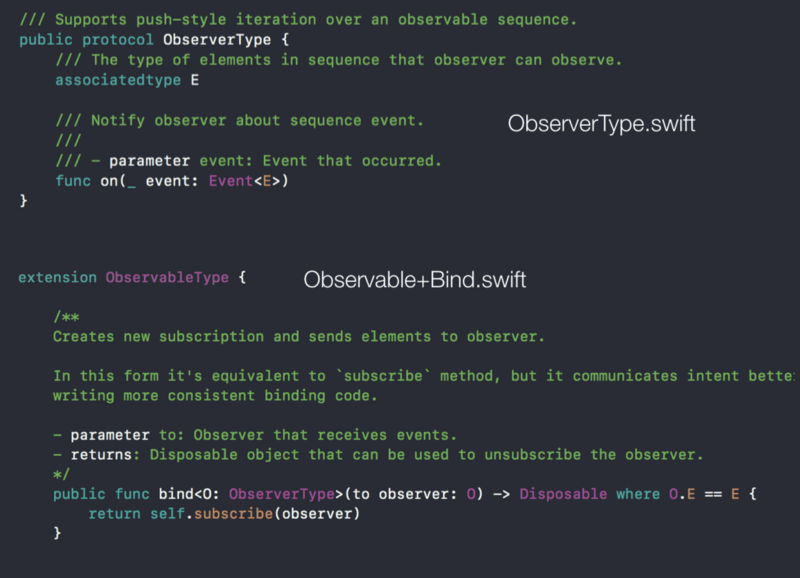 /// Supports push-style iteration over an observable sequence.
public protocol ObserverType {
/// The type of elements in sequence that observer can observe.
associatedtype E
/// Notify observer about sequence event.
///
/// - parameter event: Event that occurred.
func on(_ event: Event<E>)
}
ObserverType.swift
extension ObservableType {
Observable+Bind.swift
/**
Creates new subscription and sends elements to observer.
In this form it's equivalent to `subscribe` method, but it communicates intent bette
writing more consistent binding code.
- parameter to: Observer that receives events.
- returns: Disposable object that can be used to unsubscribe the observer.
*/
public func bind<O: ObserverType>(to observer: O) -> Disposable where O.E == E {
return self.subscribe(observer)
}